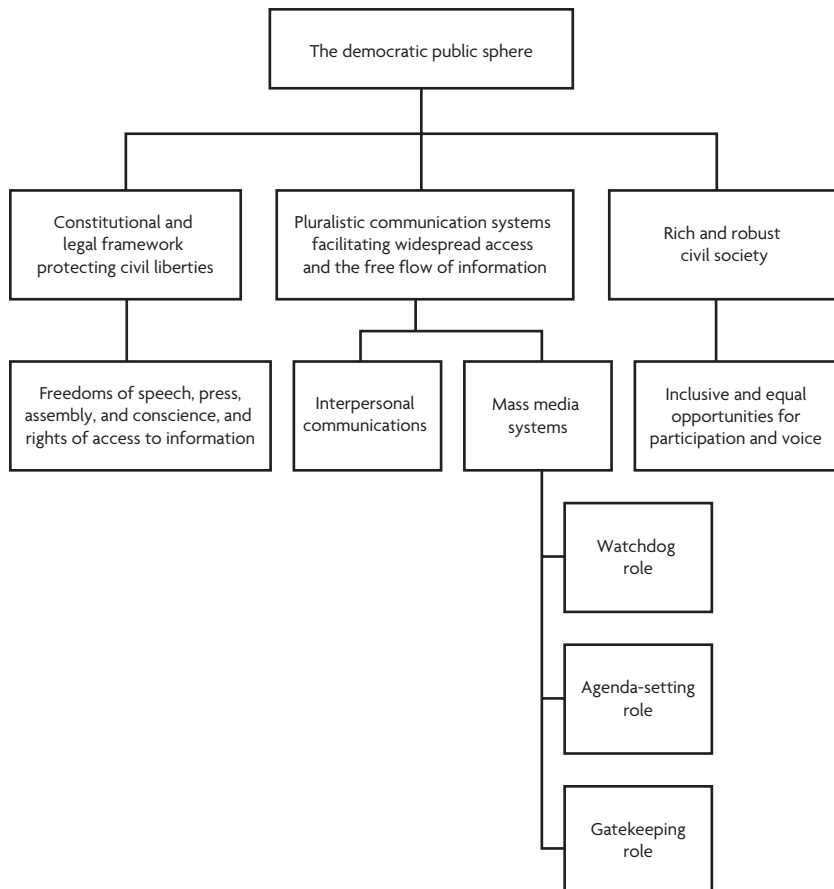 The democratic public sphere
Constitutional and
legal framework
protecting civil liberties
Pluralistic communication systems
facilitating widespread access
and the free flow of information
Rich and robust
civil society
Freedoms of speech, press,
assembly, and conscience, and
rights of access to information
Interpersonal
communications
Mass media
systems
Inclusive and equal
opportunities for
participation and voice
Watchdog
role
Agenda-setting
role
Gatekeeping
role